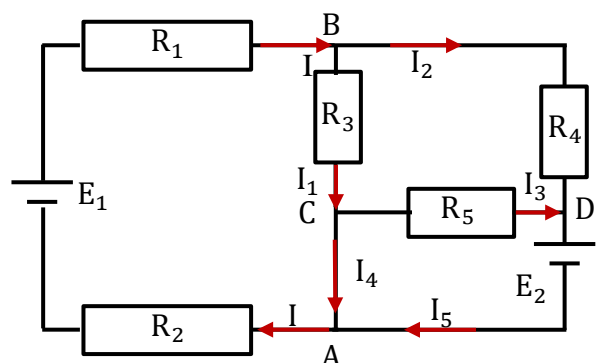 B
R₁
I
I₂
R₃
R₄
E₁
I₁
I₃
C
R₅
D
I₄
E₂
I
I₅
R₂
A